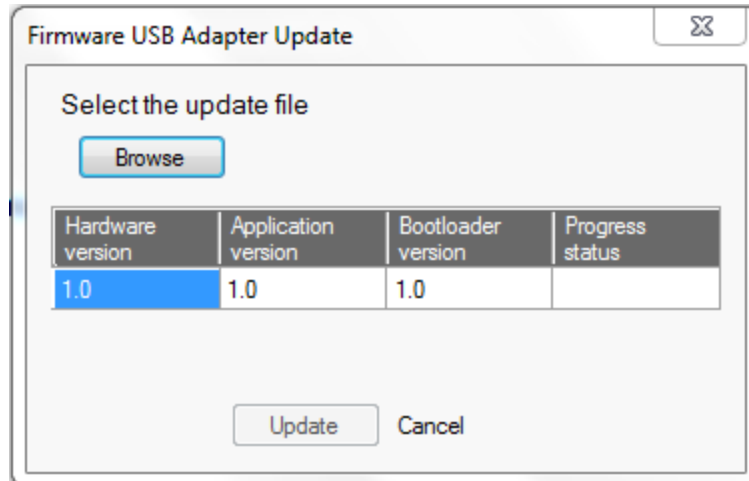 Firmware USB Adapter Update
Select the update file
Browse
Hardware version
Application version
Bootloader version
Progress status
1.0
1.0
1.0
Update
Cancel